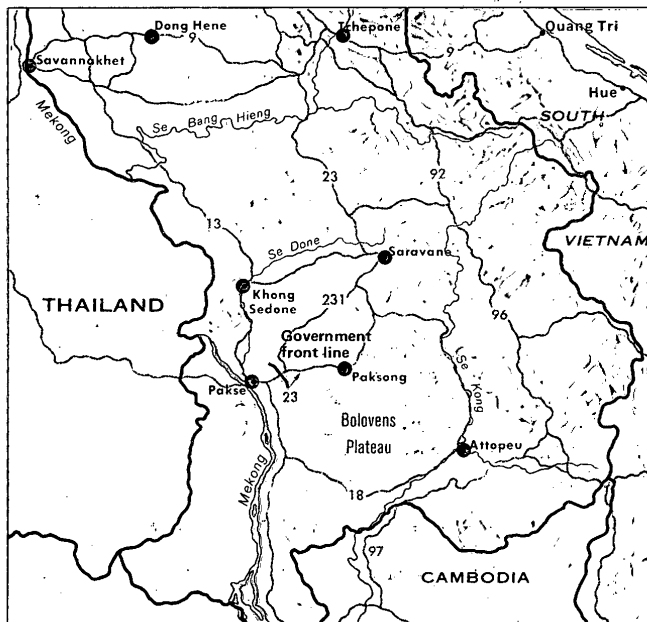 Dong Hene
9
Tchepone
9
Quang Tri
Savannakhet
Hue
Mekong
Se Bang Hieng
SOUTH
23
92
13
Se Done
Saravane
VIETNAM
THAILAND
Khong
Sedone
231
96
Government
front line
Pakse
23
Paksong
Se Kong
Bolovens
Plateau
Attopeu
Mekong
18
97
CAMBODIA